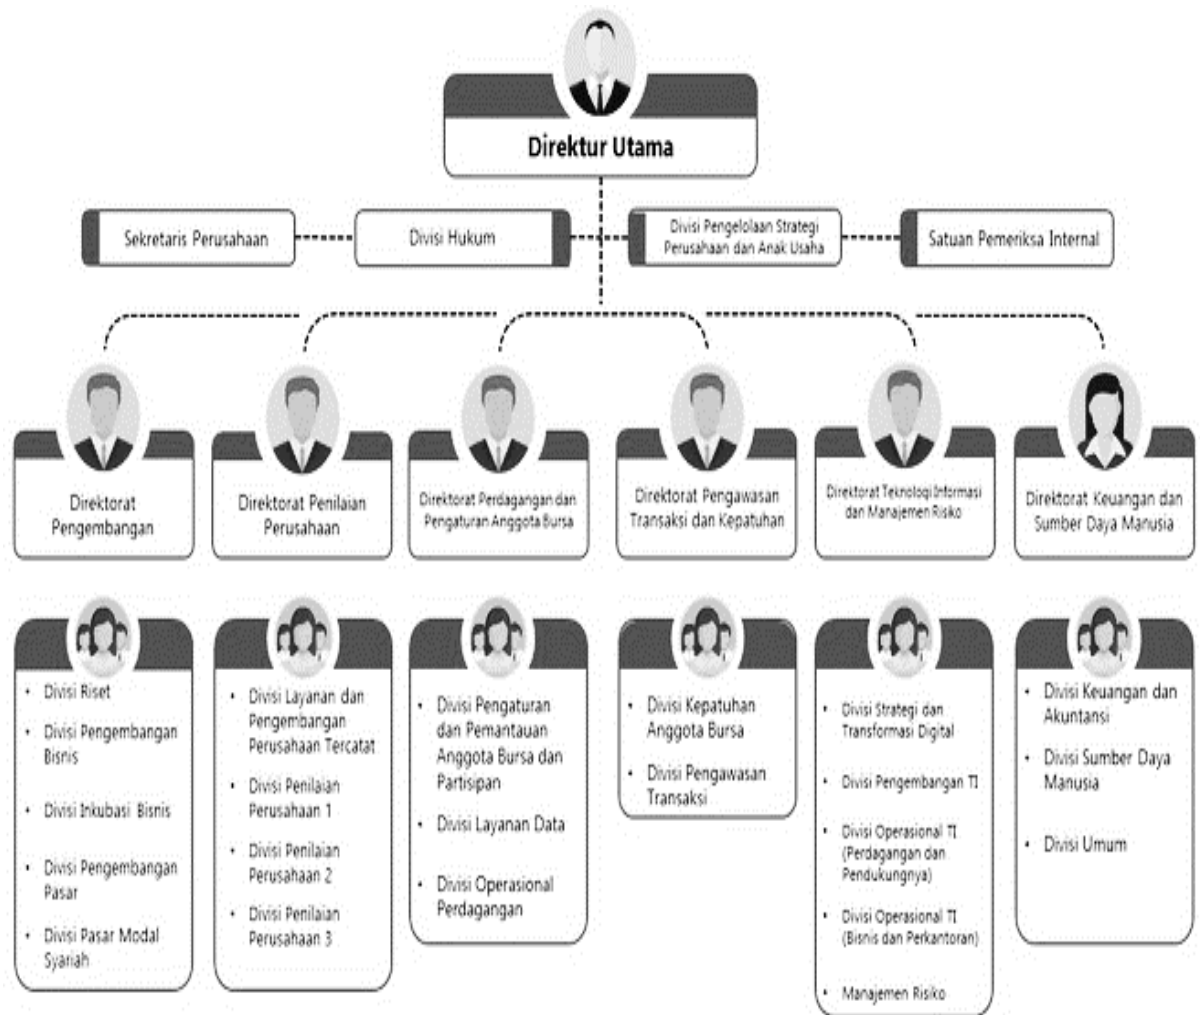 Direktur Utama
Sekretaris Perusahaan
Divisi Hukum
Divisi Pengelolaan Strategi
Perusahaan dan Anak Usaha
Satuan Pemeriksa Internal
Direktorat
Pengembangan
Direktorat Penilaian
Perusahaan
Direktorat Perdagangan dan
Pengaturan Anggota Bursa
Direktorat Pengawasan
Transaksi dan Kepatuhan
Direktorat Teknologi Informasi
dan Manajemen Risiko
Direktorat Keuangan dan
Sumber Daya Manusia
• Divisi Riset
• Divisi Pengembangan
Bisnis
• Divisi Inkubasi Bisnis
• Divisi Pengembangan
Pasar
• Divisi Pasar Modal
Syariah
• Divisi Layanan dan
Pengembangan
Perusahaan Tercatat
• Divisi Penilaian
Perusahaan 1
• Divisi Penilaian
Perusahaan 2
• Divisi Penilaian
Perusahaan 3
• Divisi Pengaturan
dan Pemantauan
Anggota Bursa dan
Partisipan
• Divisi Layanan Data
• Divisi Operasional
Perdagangan
• Divisi Kepatuhan
Anggota Bursa
• Divisi Pengawasan
Transaksi
• Divisi Strategi dan
Transformasi Digital
• Divisi Pengembangan TI
• Divisi Operasional TI
(Perdagangan dan
Pendukungnya)
• Divisi Operasional TI
(Bisnis dan Perkantoran)
• Manajemen Risiko
• Divisi Keuangan dan
Akuntansi
• Divisi Sumber Daya
Manusia
• Divisi Umum